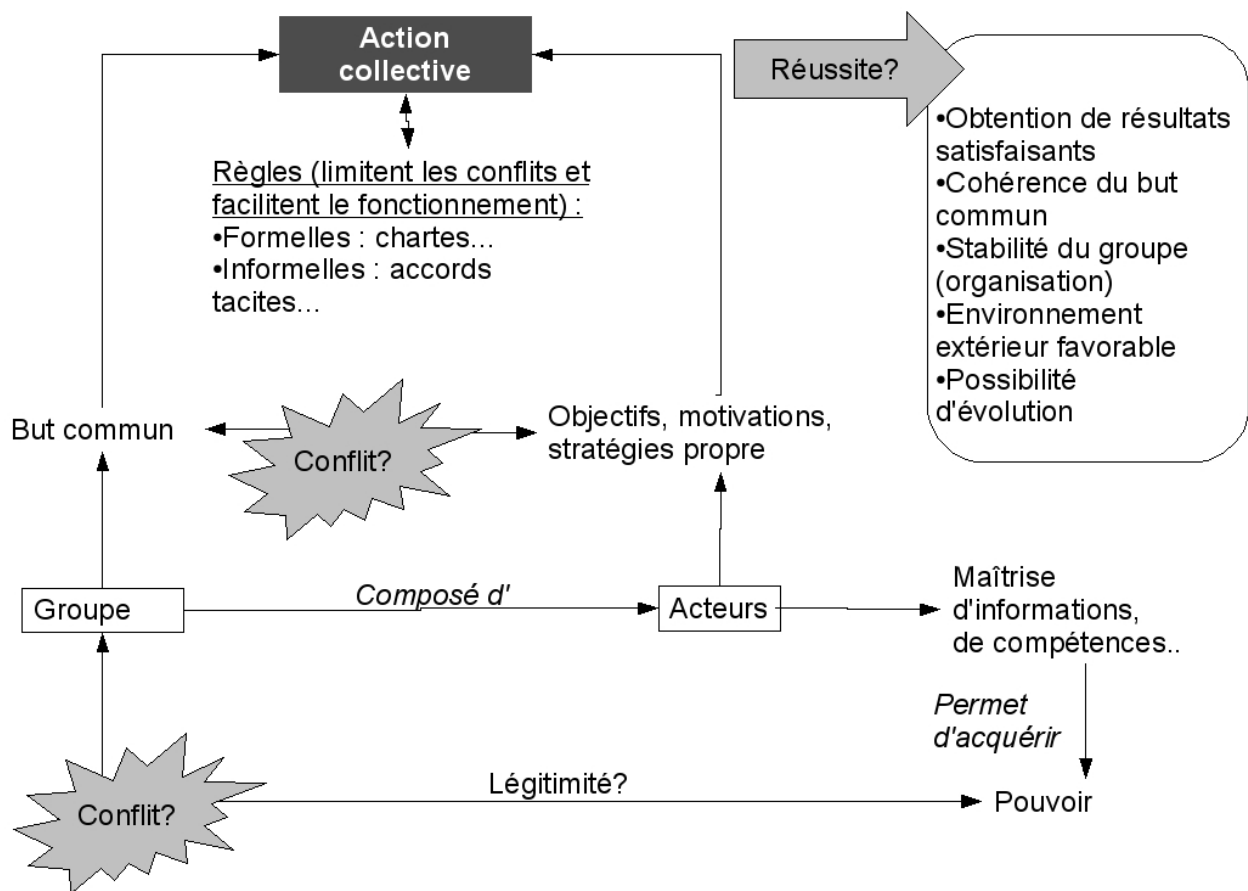 Action
collective
Réussite?
•Obtention de résultats
satisfaisants
•Cohérence du but
commun
•Stabilité du groupe
(organisation)
•Environnement
extérieur favorable
•Possibilité
d'évolution
Règles (limitent les conflits et
facilitent le fonctionnement) :
•Formelles : chartes...
•Informelles : accords
tacites...
But commun
Conflit?
Objectifs, motivations,
stratégies propre
Groupe
Composé d'
Acteurs
Maîtrise
d'informations,
de compétences..
Permet
d'acquérir
Conflit?
Légitimité?
Pouvoir